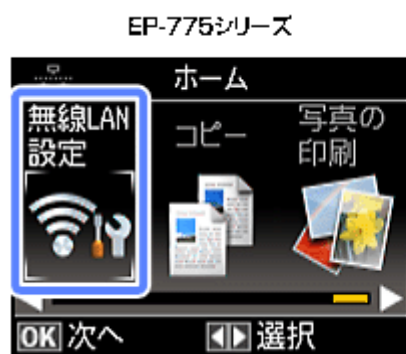 EP-775シリーズ
ホーム
無線LAN
設定
コピー
写真の
印刷
OK 次へ
選択